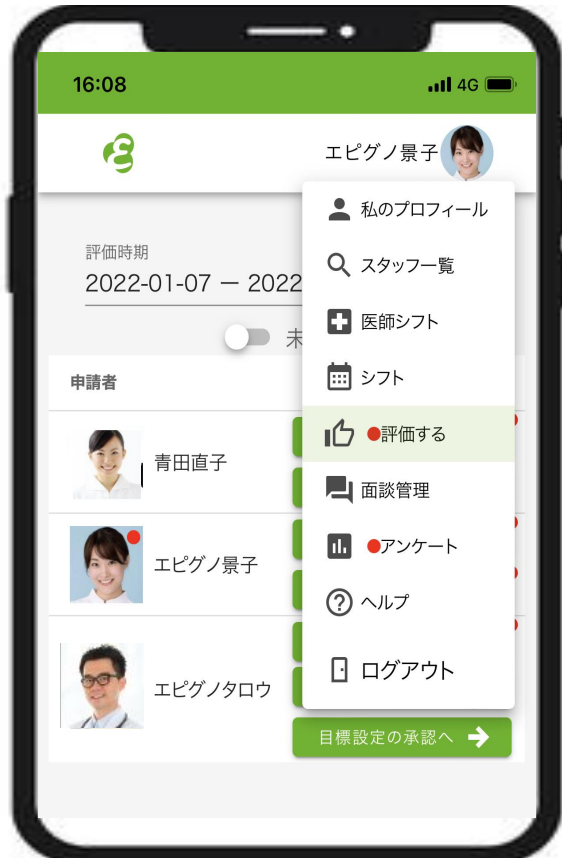 16:08
4G
エピグノ景子
私のプロフィール
評価時期
スタッフ一覧
2022-01-07 － 2022
医師シフト
未
シフト
申請者
評価する
青田直子
面談管理
アンケート
エピグノ景子
ヘルプ
ログアウト
エピグノタロウ
目標設定の承認へ